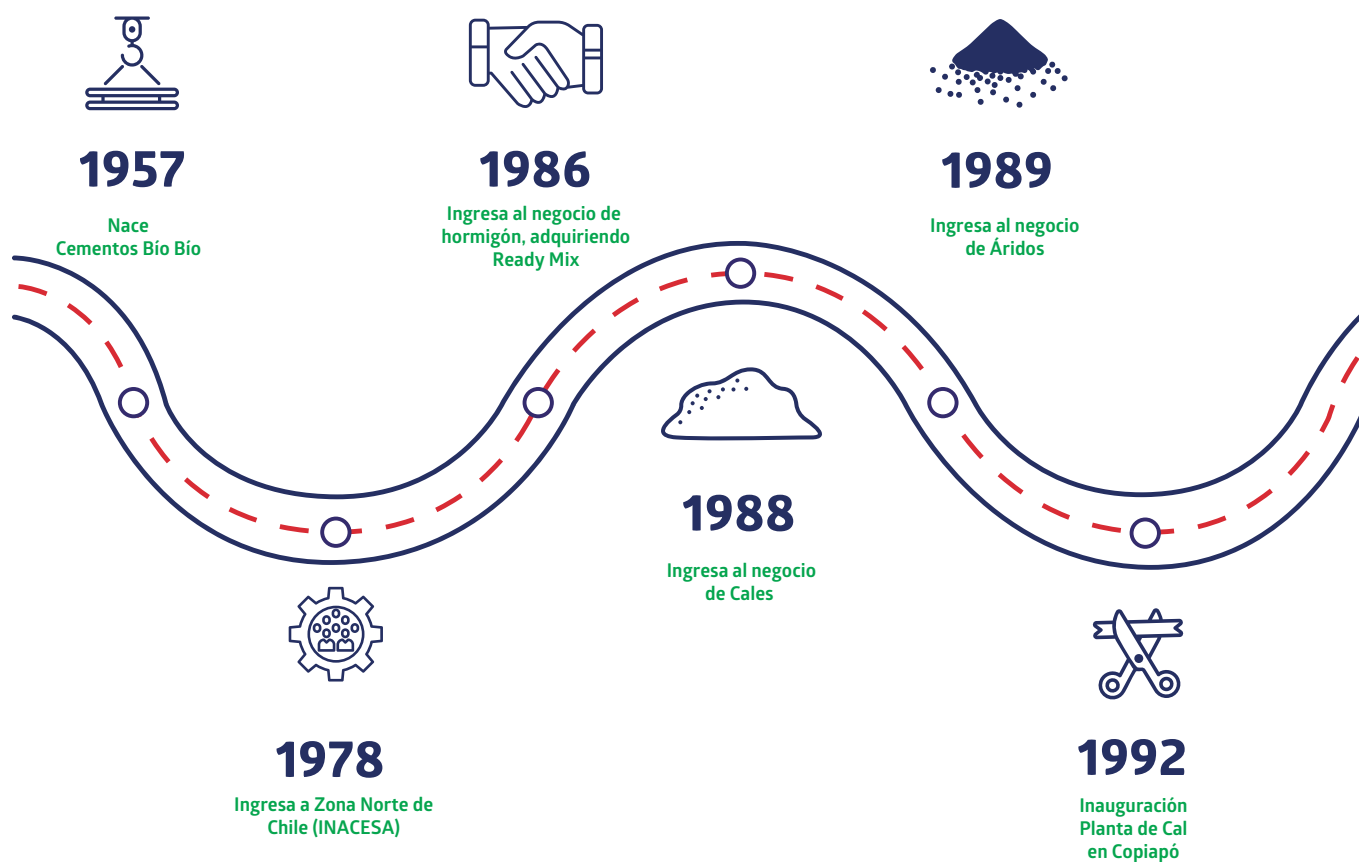 1957
Nace
Cementos Bío Bío
1978
Ingresa a Zona Norte de
Chile (INACESA)
1986
Ingresa al negocio de
hormigón, adquiriendo
Ready Mix
1988
Ingresa al negocio
de Cales
1989
Ingresa al negocio
de Áridos
1992
Inauguración
Planta de Cal
en Copiapó